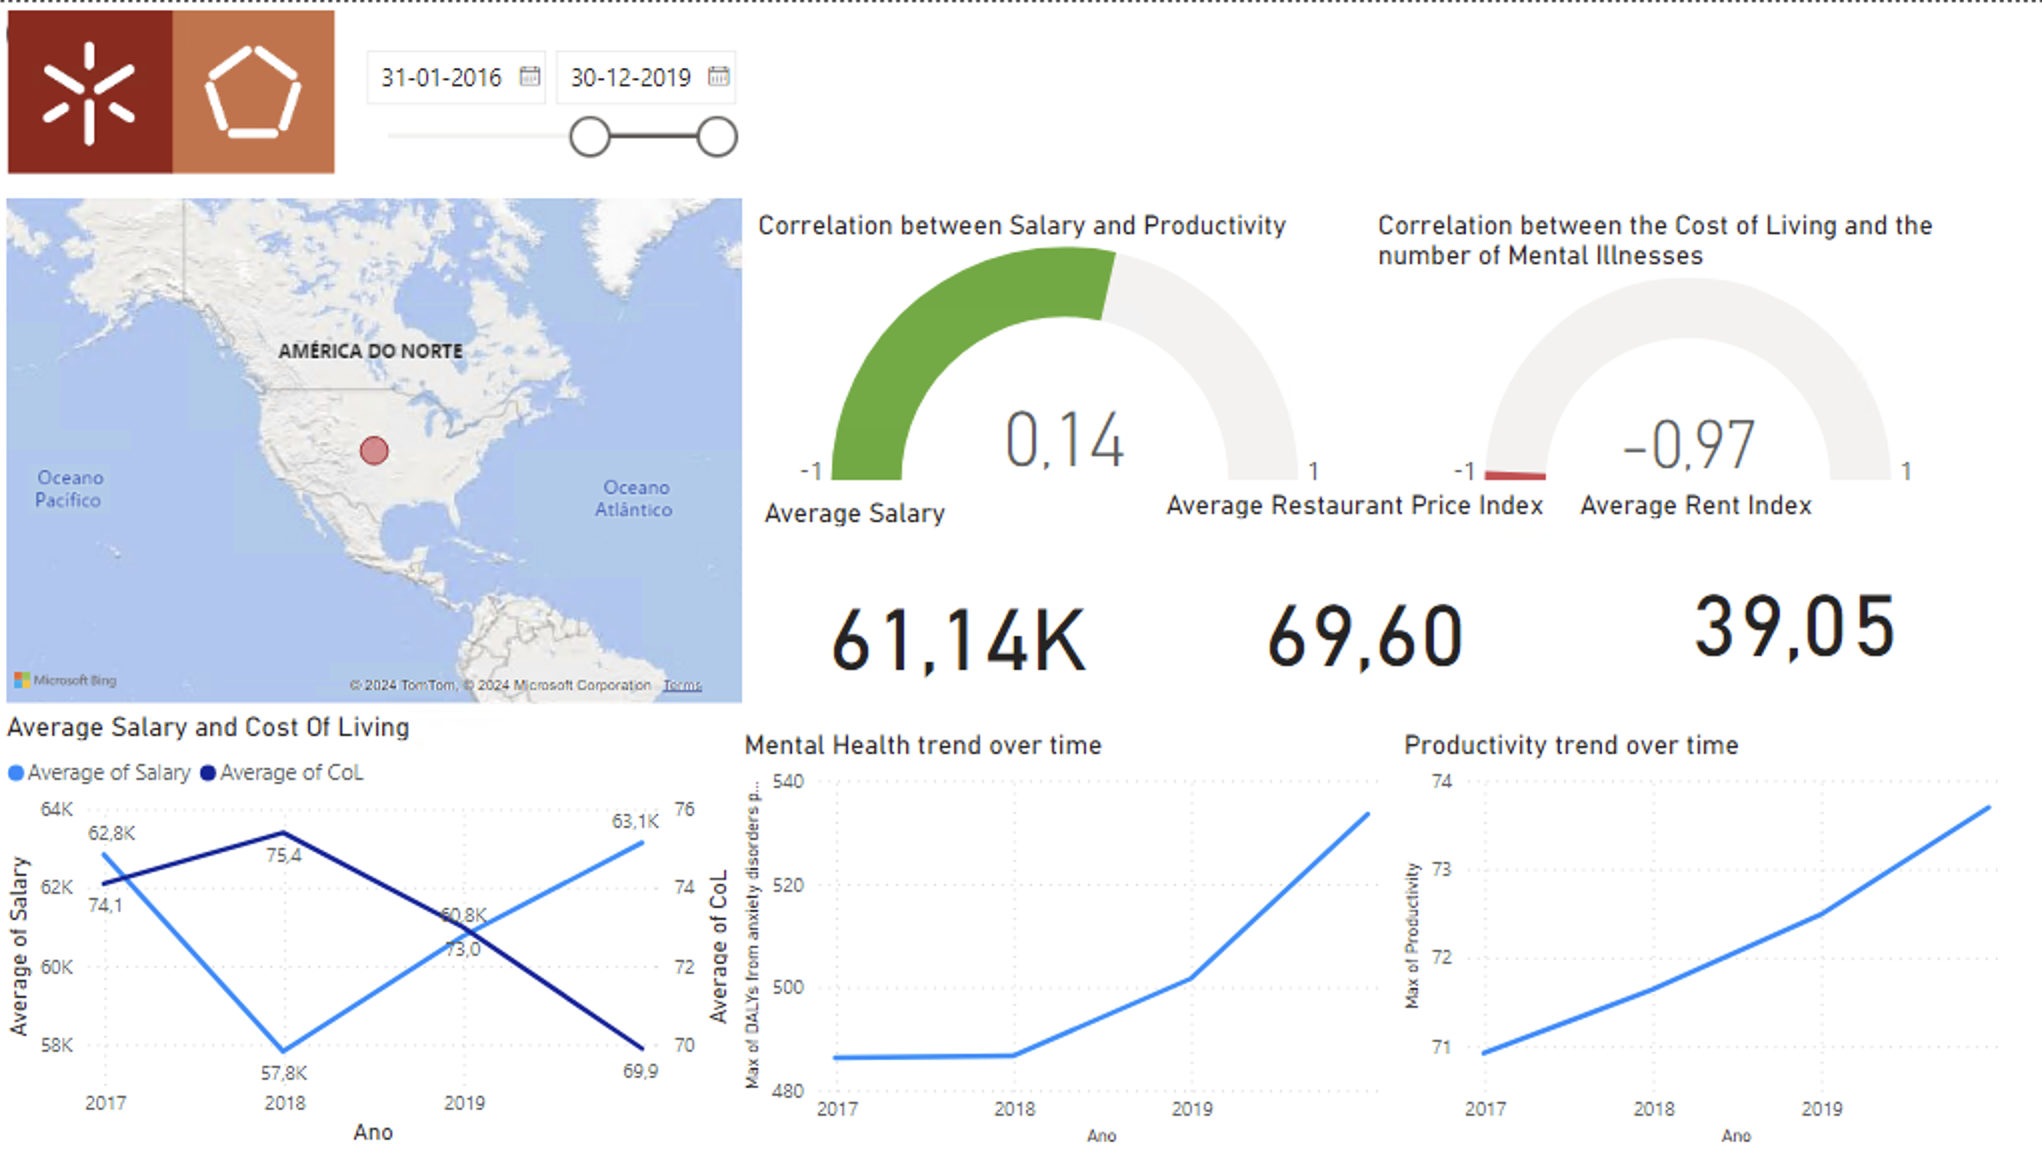 31-01-2016
30-12-2019
AMÉRICA DO NORTE
Oceano
Pacífico
Oceano
Atlântico
Microsoft Bing
© 2024 TomTom, © 2024 Microsoft Corporation Terms
Correlation between Salary and Productivity
0,14
-1
1
Correlation between the Cost of Living and the
number of Mental Illnesses
-0,97
-1
1
Average Salary
61,14K
Average Restaurant Price Index
69,60
Average Rent Index
39,05
Average Salary and Cost Of Living
Average of Salary
Average of CoL
Average of Salary
64K
62K
60K
58K
62,8K
74,1
75,4
57,8K
60,8K
73,0
63,1K
69,9
76
74
72
70
Average of CoL
2017
2018
2019
Ano
Mental Health trend over time
Max of DALYs from anxiety disorders p...
540
520
500
480
2017
2018
2019
Ano
Productivity trend over time
Max of Productivity
74
73
72
71
2017
2018
2019
Ano